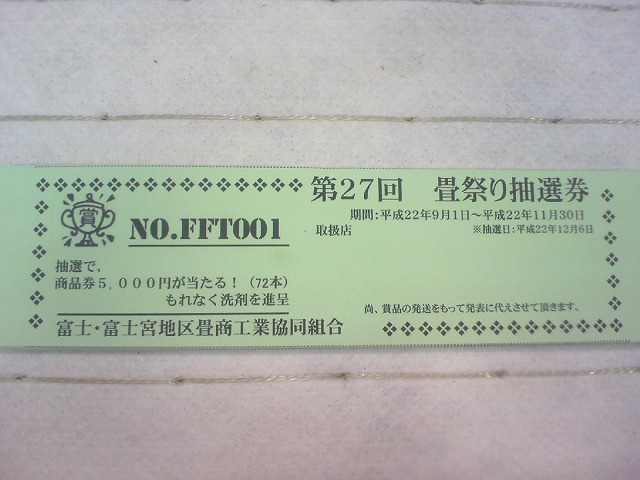 賞
NO.FFT001
第27回 畳祭り抽選券
期間:平成22年9月1日～平成22年11月30日
取扱店
※抽選日:平成22年12月6日
抽選で、
商品券5,000円が当たる！（72本）
もれなく洗剤を進呈
尚、賞品の発送をもって発表に代えさせて頂きます。
富士・富士宮地区畳商工業協同組合